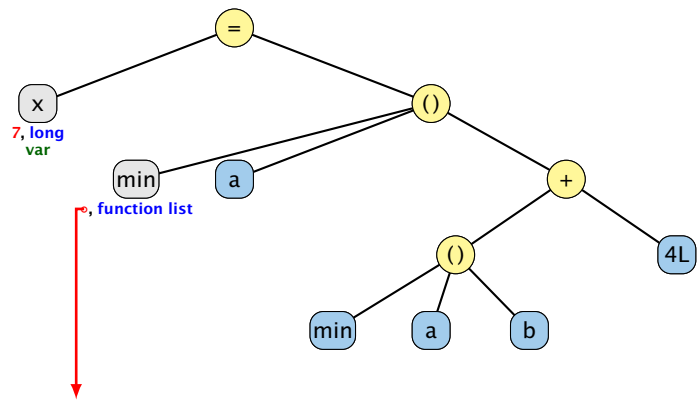 =
x
()
7, long
var
min
a
+
, function list
()
4L
min
a
b